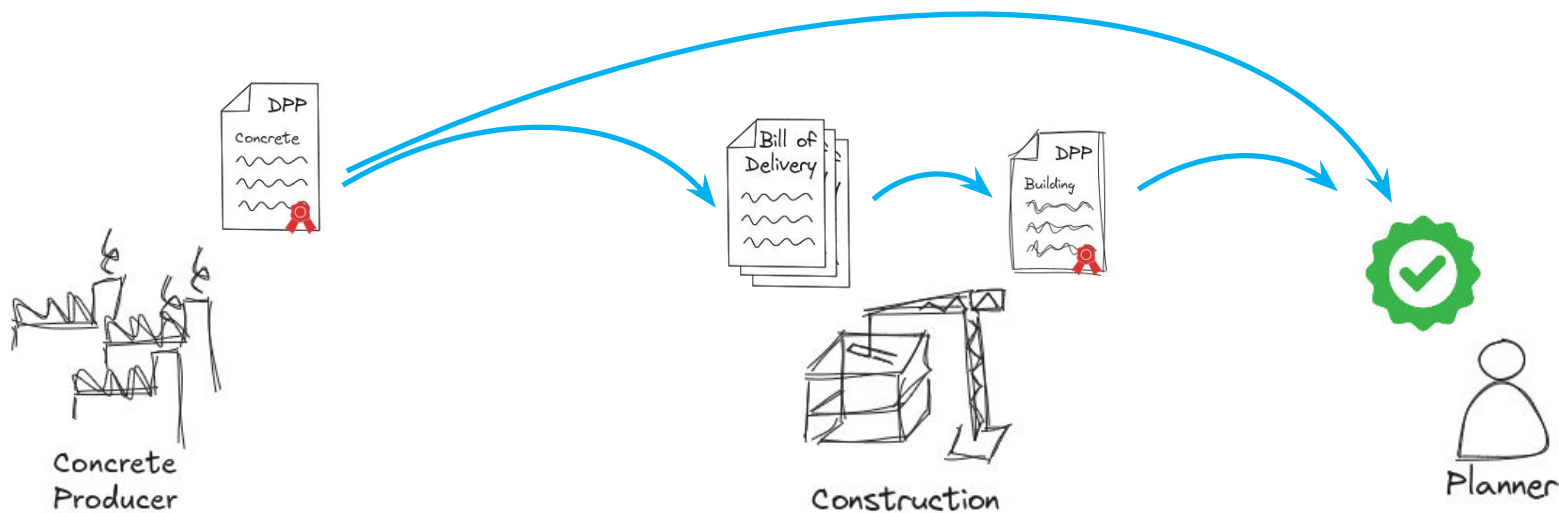 DPP
Concrete
Bill of
Delivery
DPP
Building
Concrete
Producer
Construction
Planner